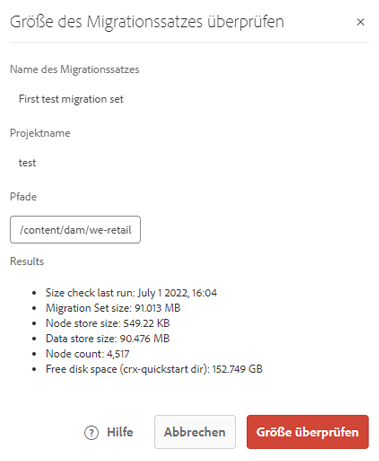 Größe des Migrationssatzes überprüfen ×
Name des Migrationssatzes
First test migration set
Projektname
test
Pfade
/content/dam/we-retail
Results
• Size check last run: July 1 2022, 16:04
• Migration Set size: 91.013 MB
• Node store size: 549.22 KB
• Data store size: 90.476 MB
• Node count: 4,517
• Free disk space (crx-quickstart dir): 152.749 GB
? Hilfe Abbrechen Größe überprüfen